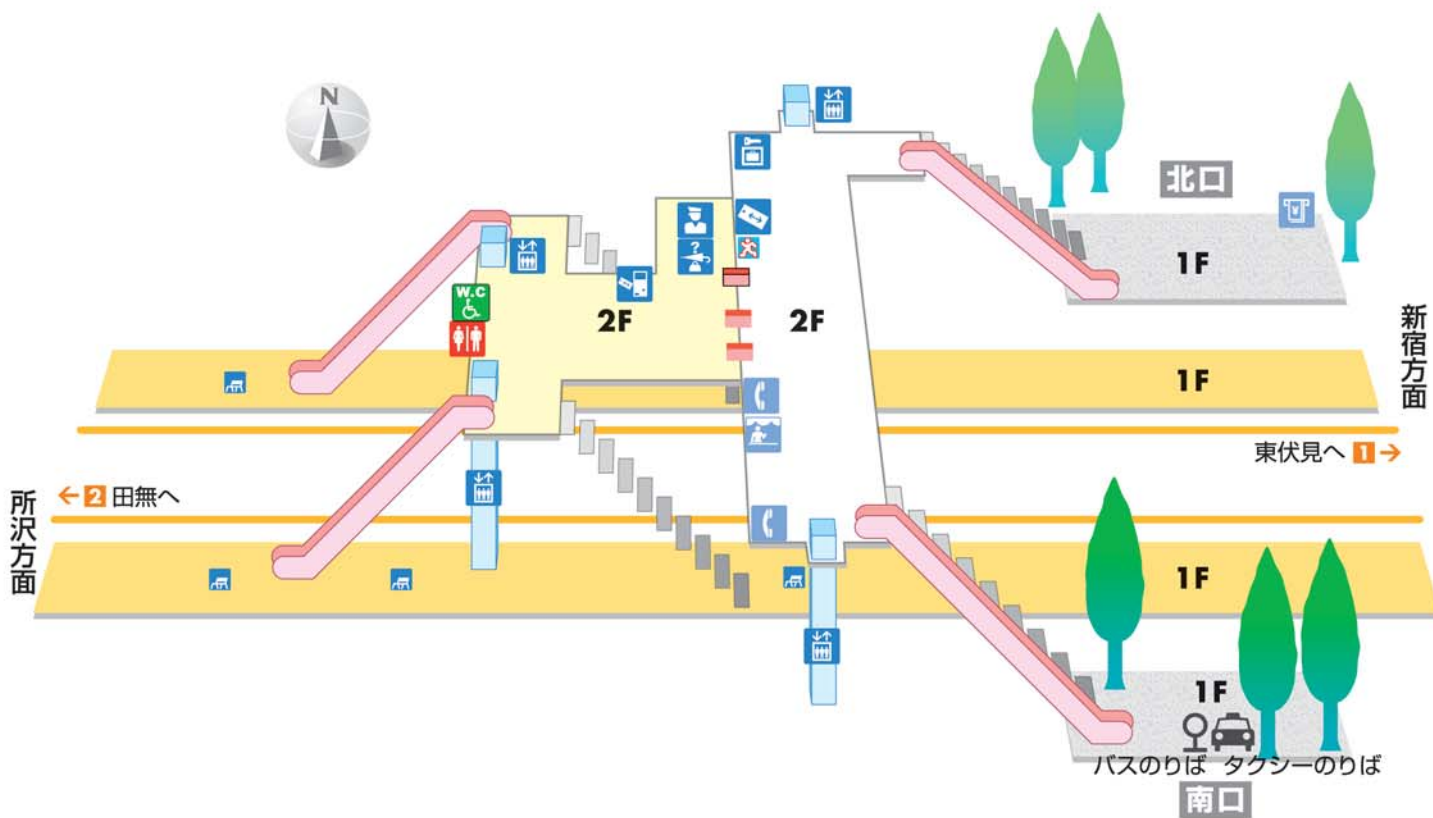 N
北口
1F
W.C
?
2F
2F
1F
新宿方面
東伏見へ 1→
←2 田無へ
所沢方面
1F
1F
バスのりば タクシーのりば
南口